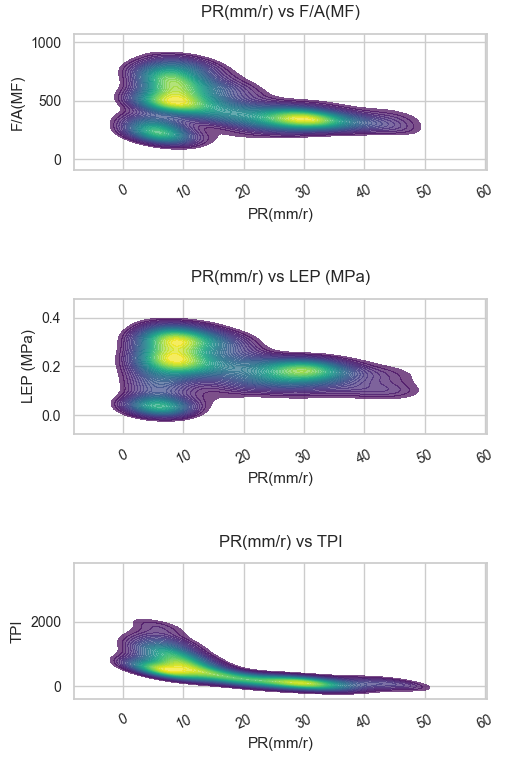 PR(mm/r) vs F/A(MF)
1000
500
0
F/A(MF)
0 10 20 30 40 50 60
PR(mm/r)
PR(mm/r) vs LEP (MPa)
0.4
0.2
0.0
LEP (MPa)
0 10 20 30 40 50 60
PR(mm/r)
PR(mm/r) vs TPI
2000
0
TPI
0 10 20 30 40 50 60
PR(mm/r)